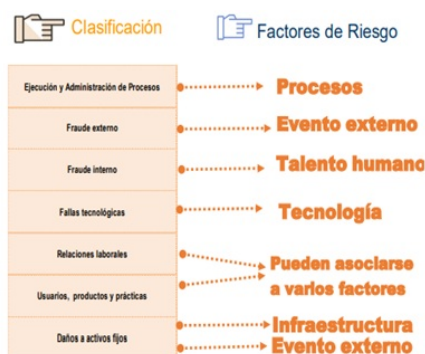 Clasificación
Factores de Riesgo
Ejecución y Administración de Procesos
Procesos
Fraude externo
Evento externo
Fraude interno
Talento humano
Fallas tecnológicas
Tecnología
Relaciones laborales
Usuarios, productos y prácticas
Pueden asociarse
a varios factores
Daños a activos fijos
Infraestructura
Evento externo